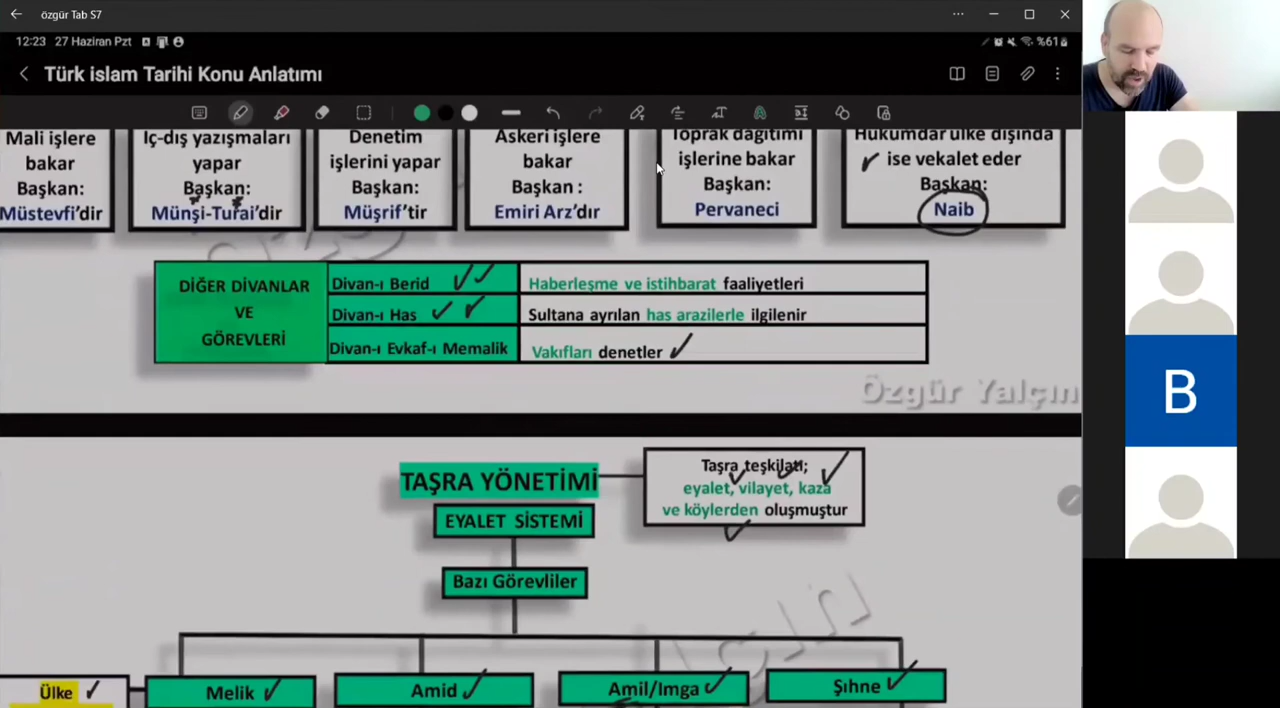 özgür Tab S7
12:23 27 Haziran Pzt
%61
Türk islam Tarihi Konu Anlatımı
Mali işlere
bakar
Başkan:
Müstevfi'dir
İç-dış yazışmaları
yapar
Başkan:
Münşi-Turai'dir
Denetim
işlerini yapar
Başkan:
Müşrif'tir
Askeri işlere
bakar
Başkan :
Emiri Arz'dır
Toprak dağıtımı
işlerine bakar
Başkan:
Pervaneci
Hükümdar ülke dışında
ise vekalet eder
Başkan:
Naib
DİĞER DİVANLAR
VE
GÖREVLERİ
Divan-ı Berid
Haberleşme ve istihbarat faaliyetleri
Divan-ı Has
Sultana ayrılan has arazilerle ilgilenir
Divan-ı Evkaf-ı Memalik
Vakıfları denetler
Özgür Yalçın
TAŞRA YÖNETİMİ
Taşra teşkilatı;
eyalet, vilayet, kaza
ve köylerden oluşmuştur
EYALET SİSTEMİ
Bazı Görevliler
Ülke
Melik
Amid
Amil/Imga
Şıhne
B